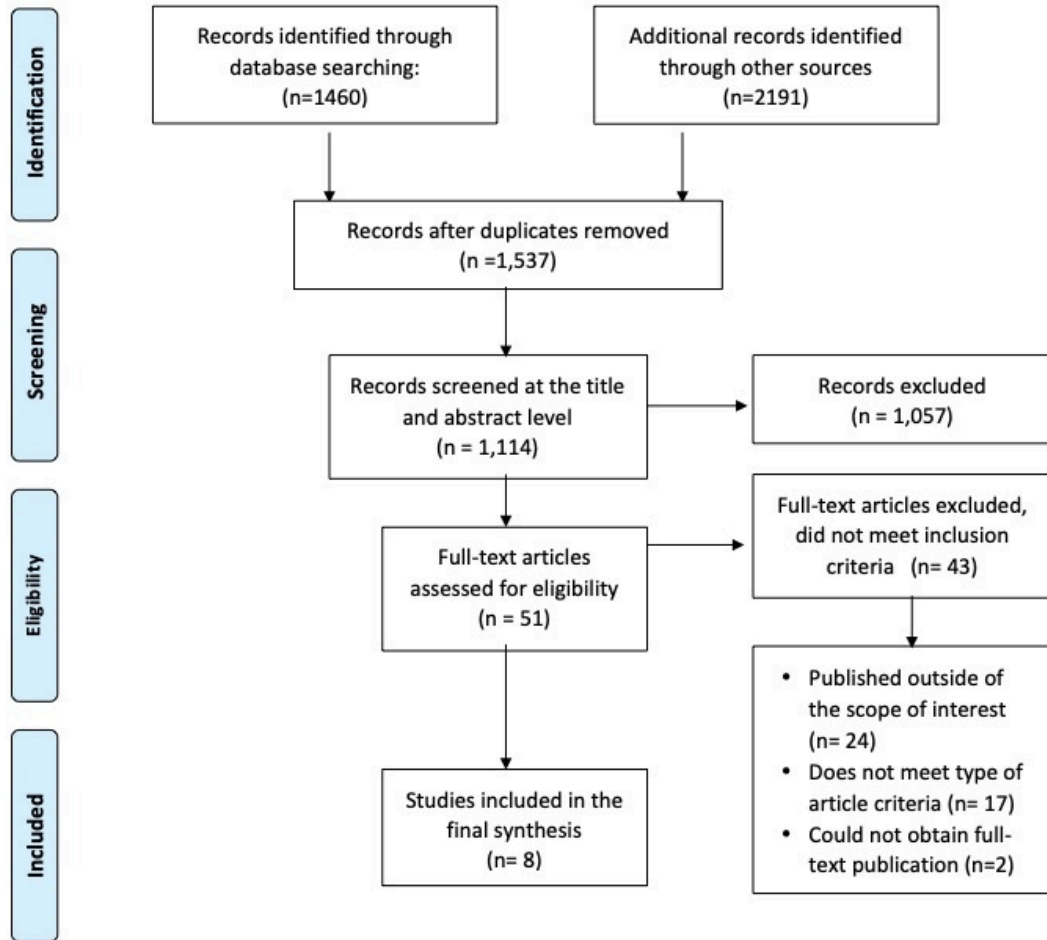 Identification
Records identified through
database searching:
(n=1460)
Additional records identified
through other sources
(n=2191)
Records after duplicates removed
(n =1,537)
Screening
Records screened at the title
and abstract level
(n = 1,114)
Records excluded
(n = 1,057)
Eligibility
Full-text articles
assessed for eligibility
(n = 51)
Full-text articles excluded,
did not meet inclusion
criteria (n= 43)
• Published outside of
the scope of interest
(n= 24)
• Does not meet type of
article criteria (n= 17)
• Could not obtain full-
text publication (n=2)
Included
Studies included in the
final synthesis
(n= 8)